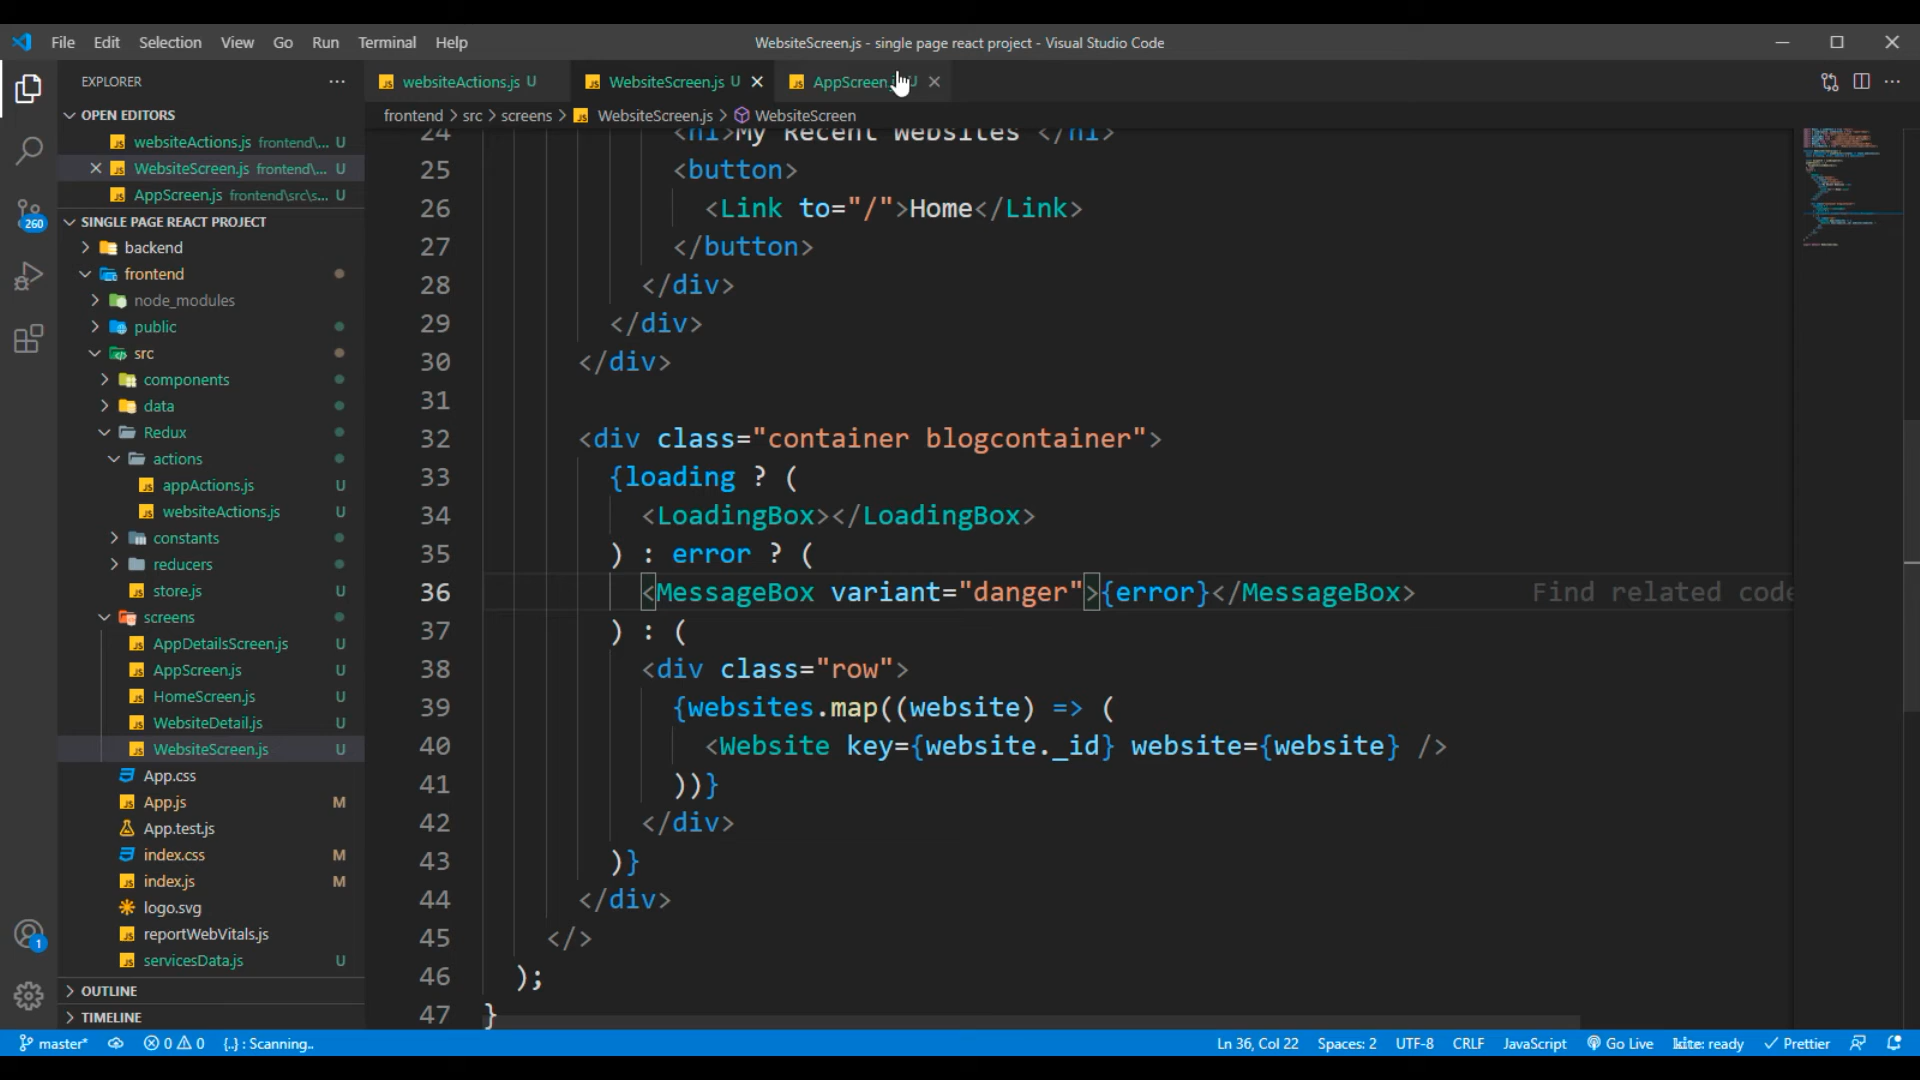 File Edit Selection View Go Run Terminal Help
WebsiteScreen.js - single page react project - Visual Studio Code
EXPLORER
websiteActions.js U
WebsiteScreen.js U
AppScreen.
frontend > src > screens > WebsiteScreen.js > WebsiteScreen
OPEN EDITORS
websiteActions.js frontend\... U
WebsiteScreen.js frontend\... U
AppScreen.js frontend\src\s... U
SINGLE PAGE REACT PROJECT
backend
frontend
node_modules
public
src
components
data
Redux
actions
appActions.js U
websiteActions.js U
constants
reducers
store.js U
screens
AppDetailsScreen.js U
AppScreen.js U
HomeScreen.js U
WebsiteDetail.js U
WebsiteScreen.js U
App.css
App.js M
App.test.js
index.css M
index.js M
logo.svg
reportWebVitals.js
servicesData.js U
OUTLINE
TIMELINE
260
1
24 <h1>My Recent Websites </h1>
25 <button>
26 <Link to="/">Home</Link>
27 </button>
28 </div>
29 </div>
30 </div>
31
32 <div class="container blogcontainer">
33 {loading ? (
34 <LoadingBox></LoadingBox>
35 ) : error ? (
36 <MessageBox variant="danger">{error}</MessageBox> Find related code
37 ) : (
38 <div class="row">
39 {websites.map((website) => (
40 <Website key={website._id} website={website} />
41 ))}
42 </div>
43 )}
44 </div>
45 </>
46 );
47 }
master* 0 0 {..} : Scanning..
Ln 36, Col 22 Spaces: 2 UTF-8 CRLF JavaScript Go Live kite: ready Prettier